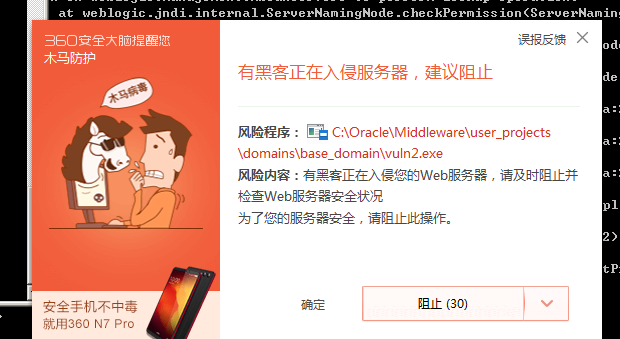 at weblogic.jndi.internal.ServerNamingNode.checkPermission(ServerNaming
360安全大脑提醒您
木马防护
误报反馈
木马病毒
有黑客正在入侵服务器，建议阻止
风险程序： C:\Oracle\Middleware\user_projects
\domains\base_domain\vuln2.exe
风险内容：有黑客正在入侵您的Web服务器，请及时阻止并
检查Web服务器安全状况
为了您的服务器安全，请阻止此操作。
安全手机不中毒
就用360 N7 Pro
确定
阻止 (30)